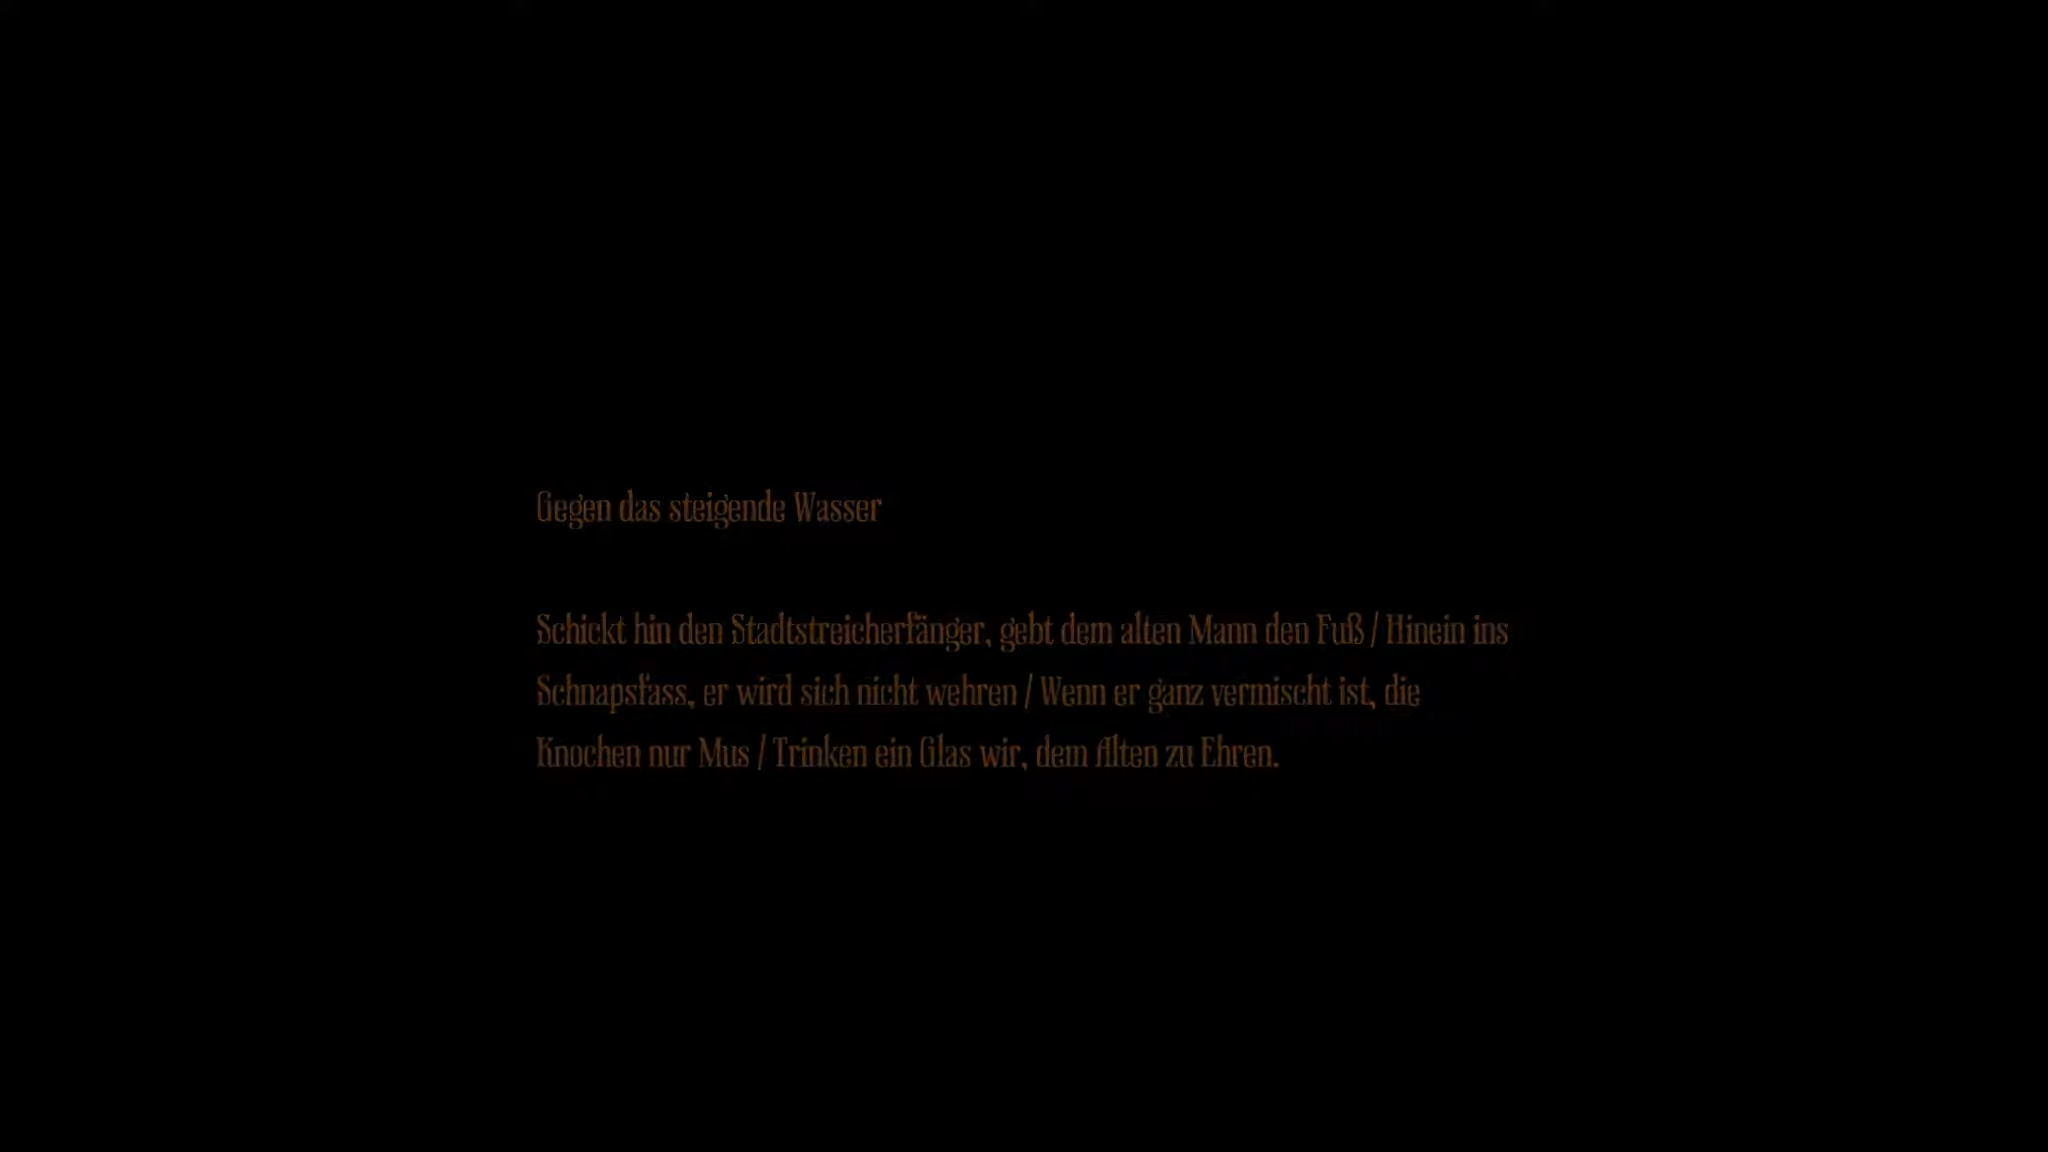 Gegen das steigende Wasser
Schickt hin den Stadtstreicherfänger, gebt dem alten Mann den Fuß / Hinein ins
Schnapsfass, er wird sich nicht wehren / Wenn er ganz vermischt ist, die
Knochen nur Mus / Trinken ein Glas wir, dem Alten zu Ehren.